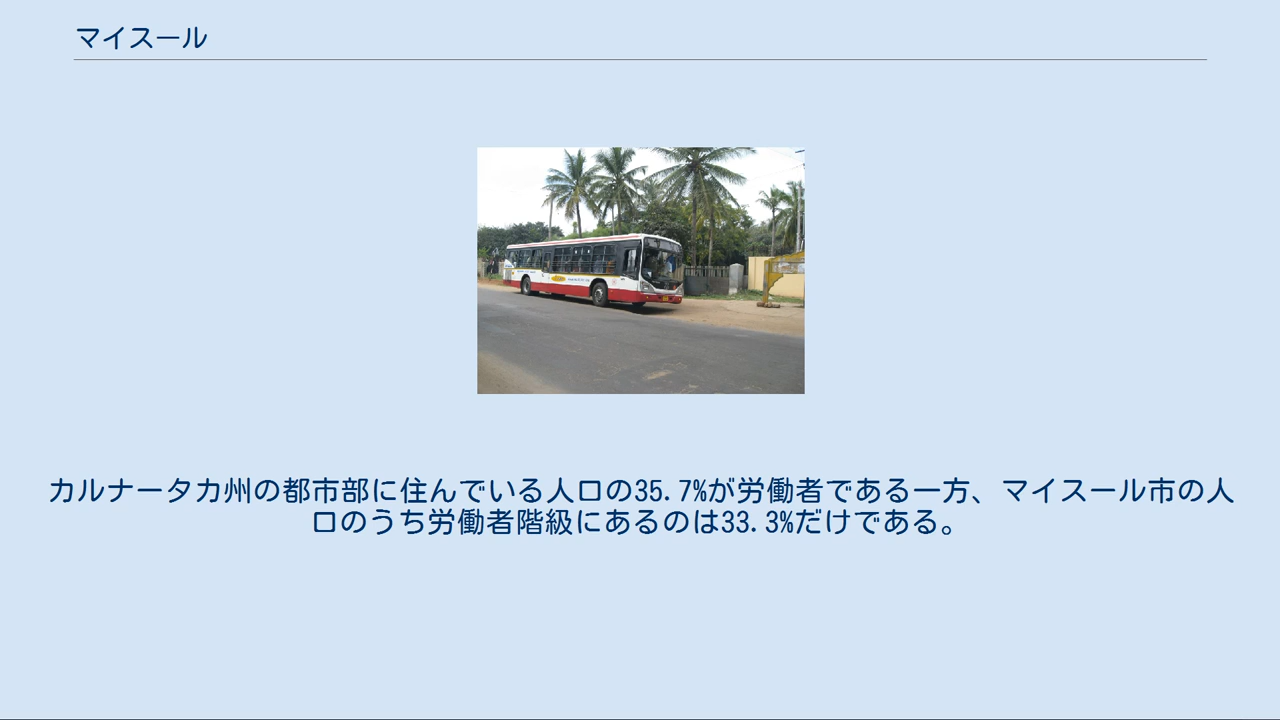 マイスール
カルナータカ州の都市部に住んでいる人口の35.7%が労働者である一方、マイスール市の人
口のうち労働者階級にあるのは33.3%だけである。